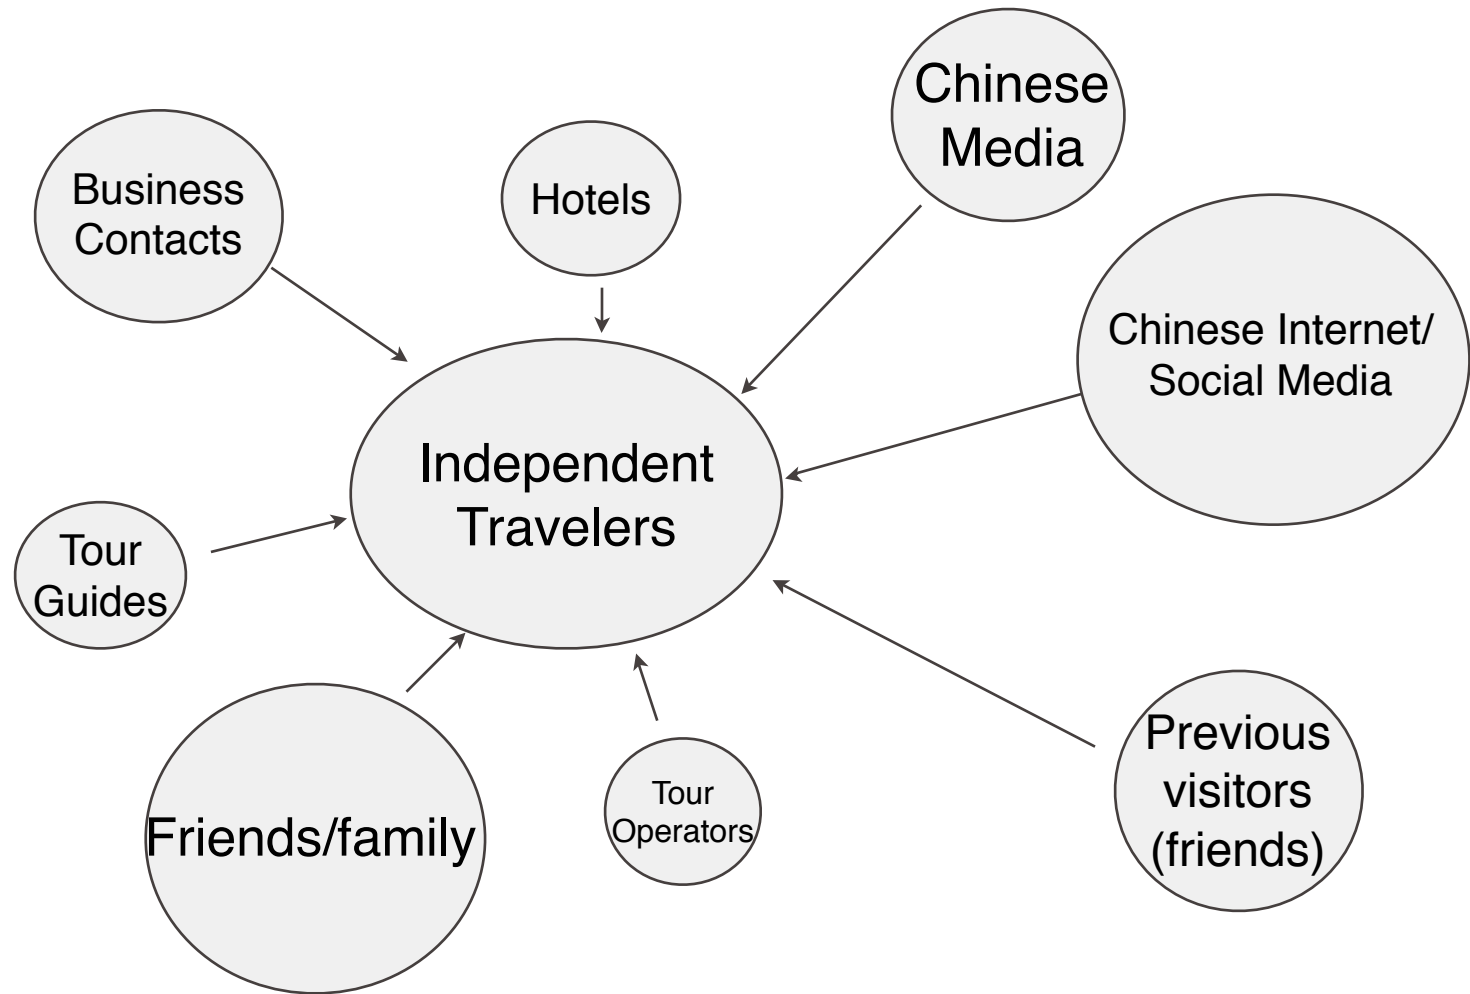 Chinese
Media
Business
Contacts
Hotels
Chinese Internet/
Social Media
Independent
Travelers
Tour
Guides
Previous
visitors
(friends)
Friends/family
Tour
Operators